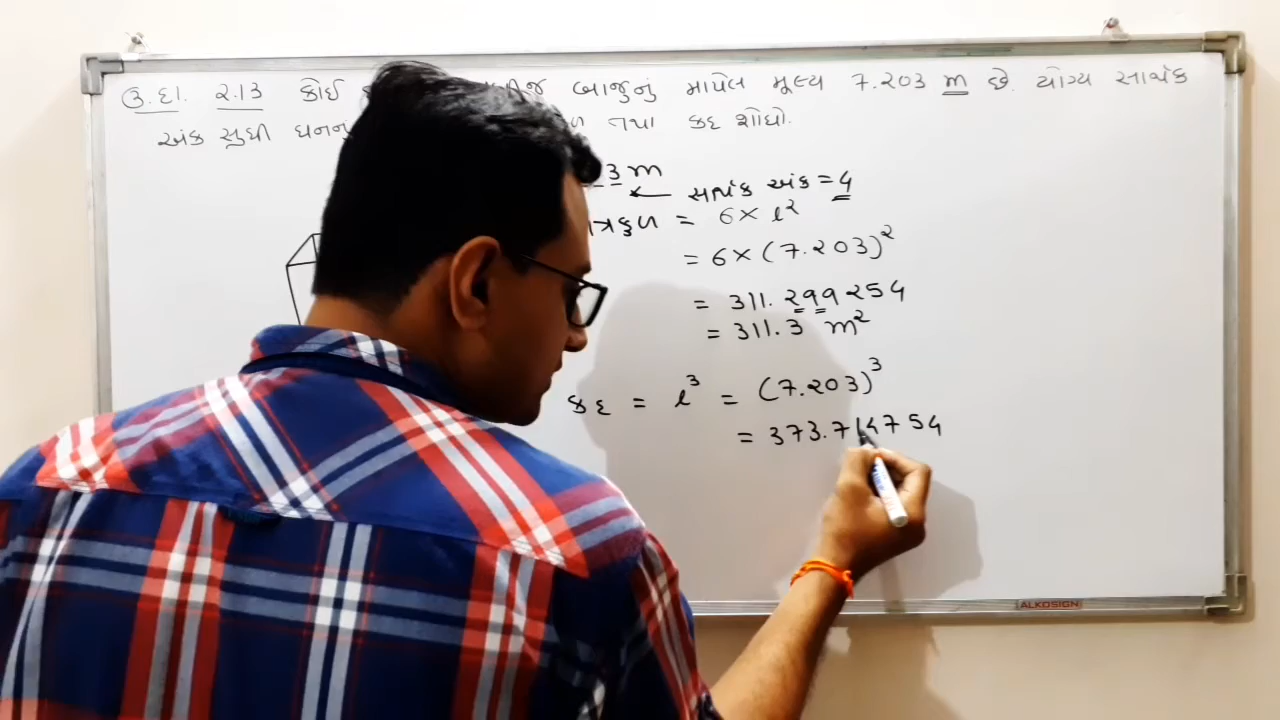 ઉ.દા. 2.13 કોઈ બાજુનું માપેલ મૂલ્ય 7.203 m છે. યોગ્ય સાર્થક
અંક સુધી ઘનનું તથા કદ શોધો.
3 m
સાર્થક અંક = 4
= 6 × l²
= 6 × (7.203)²
= 311.299254
= 311.3 m²
કદ = l³ = (7.203)³
= 373.714754
ALKOSIGN